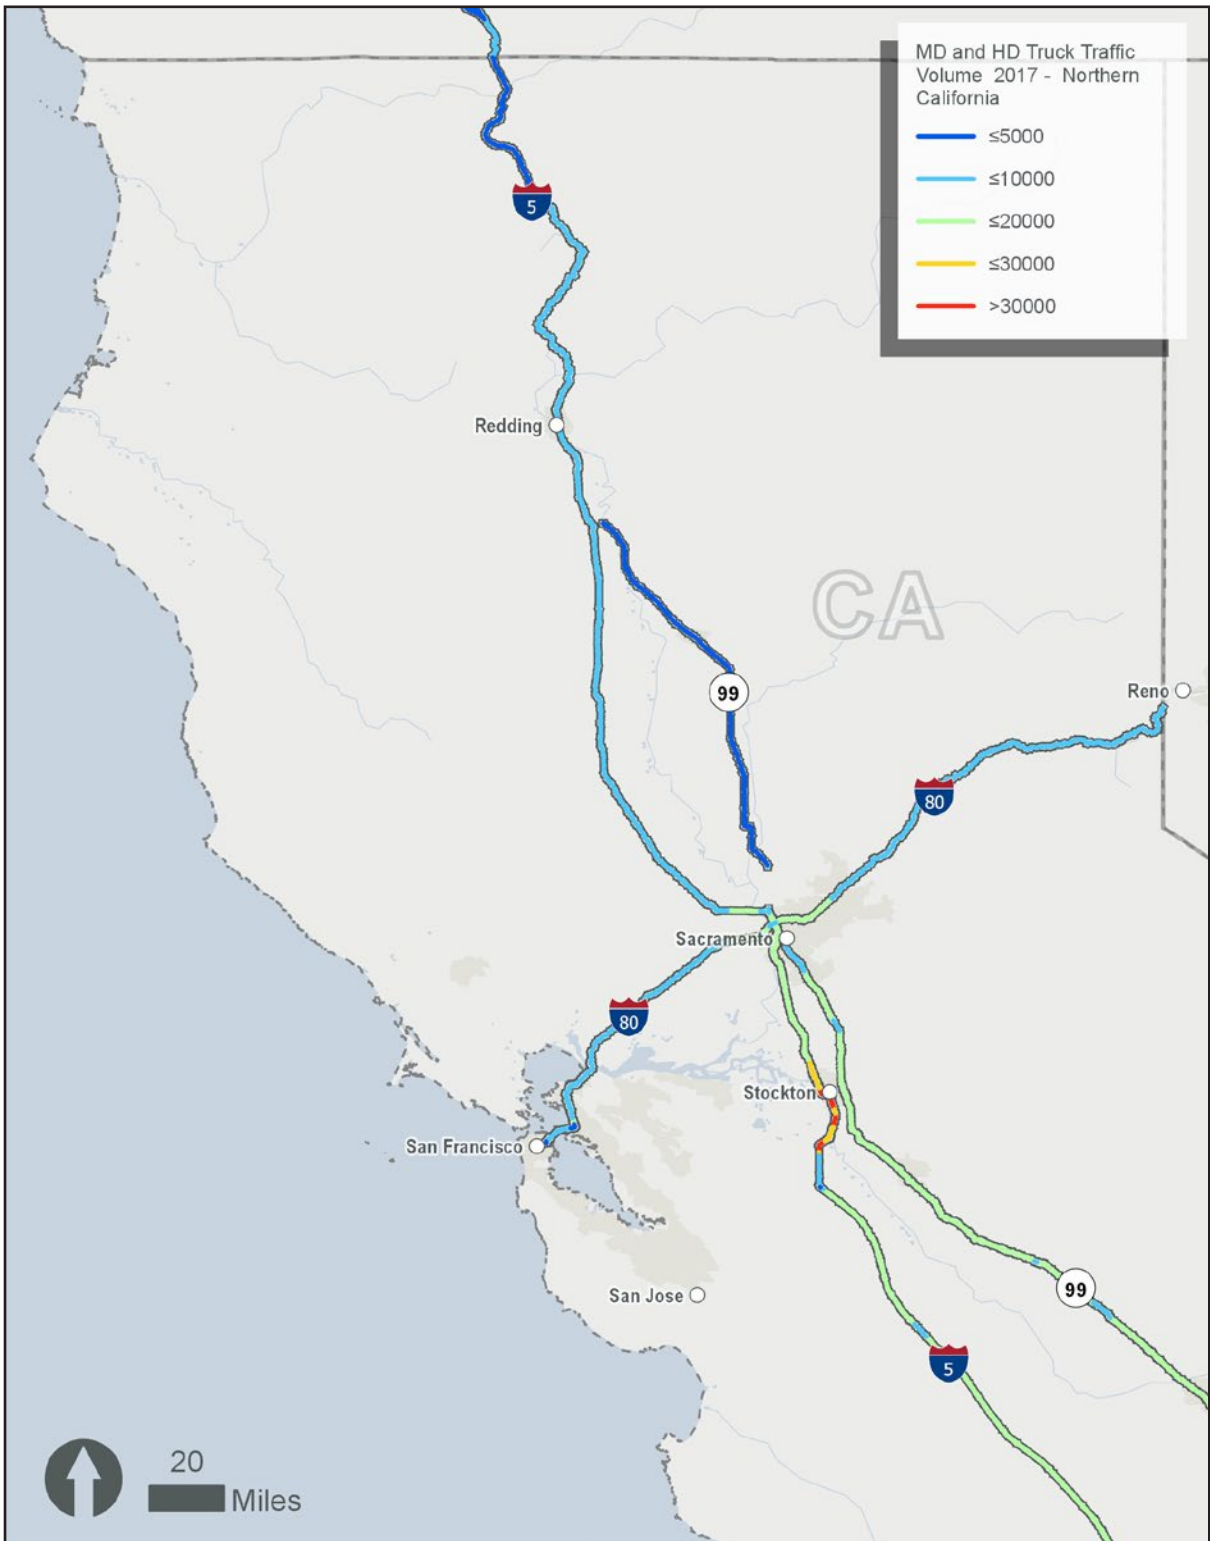 MD and HD Truck Traffic
Volume 2017 - Northern
California
≤5000
≤10000
≤20000
≤30000
>30000
5
Redding
CA
99
Reno
80
Sacramento
80
Stockton
San Francisco
99
San Jose
5
20
Miles